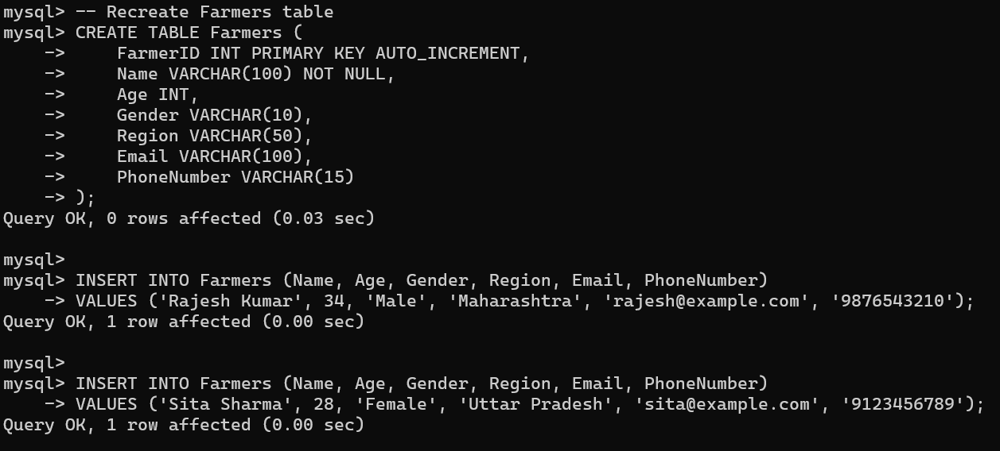 mysql> -- Recreate Farmers table
mysql> CREATE TABLE Farmers (
    ->     FarmerID INT PRIMARY KEY AUTO_INCREMENT,
    ->     Name VARCHAR(100) NOT NULL,
    ->     Age INT,
    ->     Gender VARCHAR(10),
    ->     Region VARCHAR(50),
    ->     Email VARCHAR(100),
    ->     PhoneNumber VARCHAR(15)
    -> );
Query OK, 0 rows affected (0.03 sec)

mysql>
mysql> INSERT INTO Farmers (Name, Age, Gender, Region, Email, PhoneNumber)
    -> VALUES ('Rajesh Kumar', 34, 'Male', 'Maharashtra', 'rajesh@example.com', '9876543210');
Query OK, 1 row affected (0.00 sec)

mysql>
mysql> INSERT INTO Farmers (Name, Age, Gender, Region, Email, PhoneNumber)
    -> VALUES ('Sita Sharma', 28, 'Female', 'Uttar Pradesh', 'sita@example.com', '9123456789');
Query OK, 1 row affected (0.00 sec)